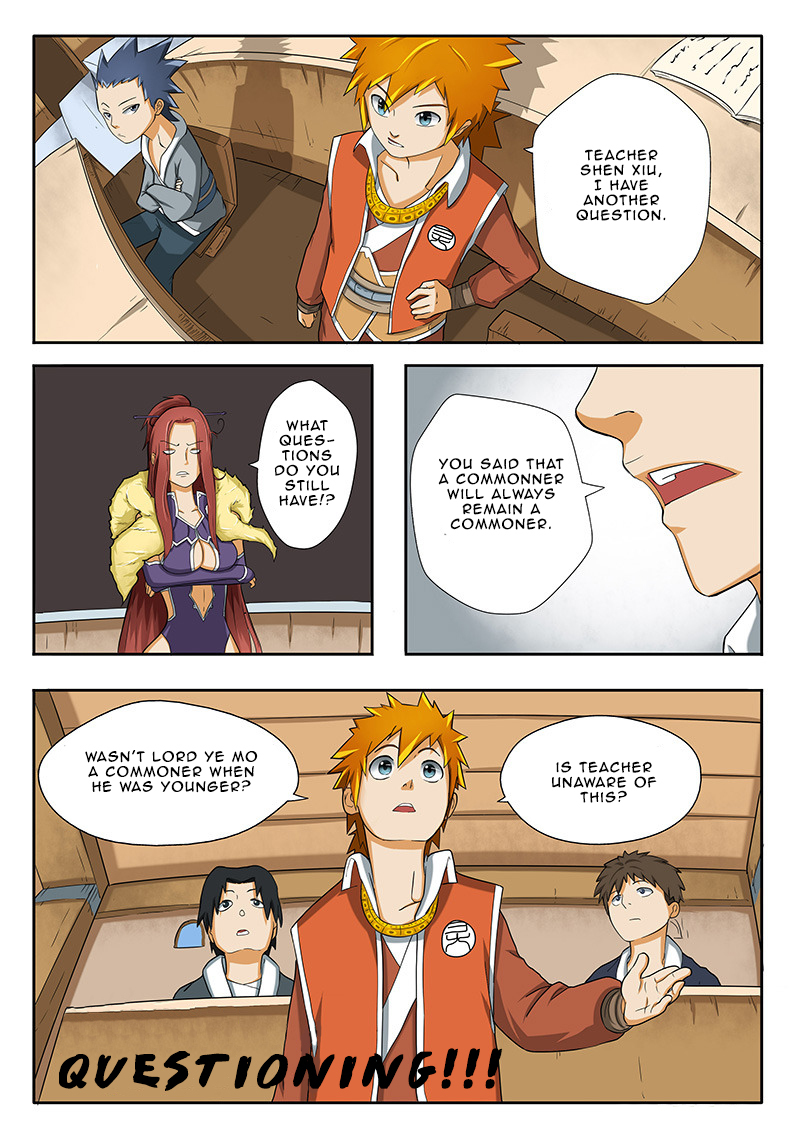 TEACHER
SHEN XIU,
I HAVE
ANOTHER
QUESTION.
WHAT
QUES-
TIONS
DO YOU
STILL
HAVE!?
YOU SAID THAT
A COMMONNER
WILL ALWAYS
REMAIN A
COMMONER.
WASN'T LORD YE MO
A COMMONER WHEN
HE WAS YOUNGER?
IS TEACHER
UNAWARE OF
THIS?
QUESTIONING!!!